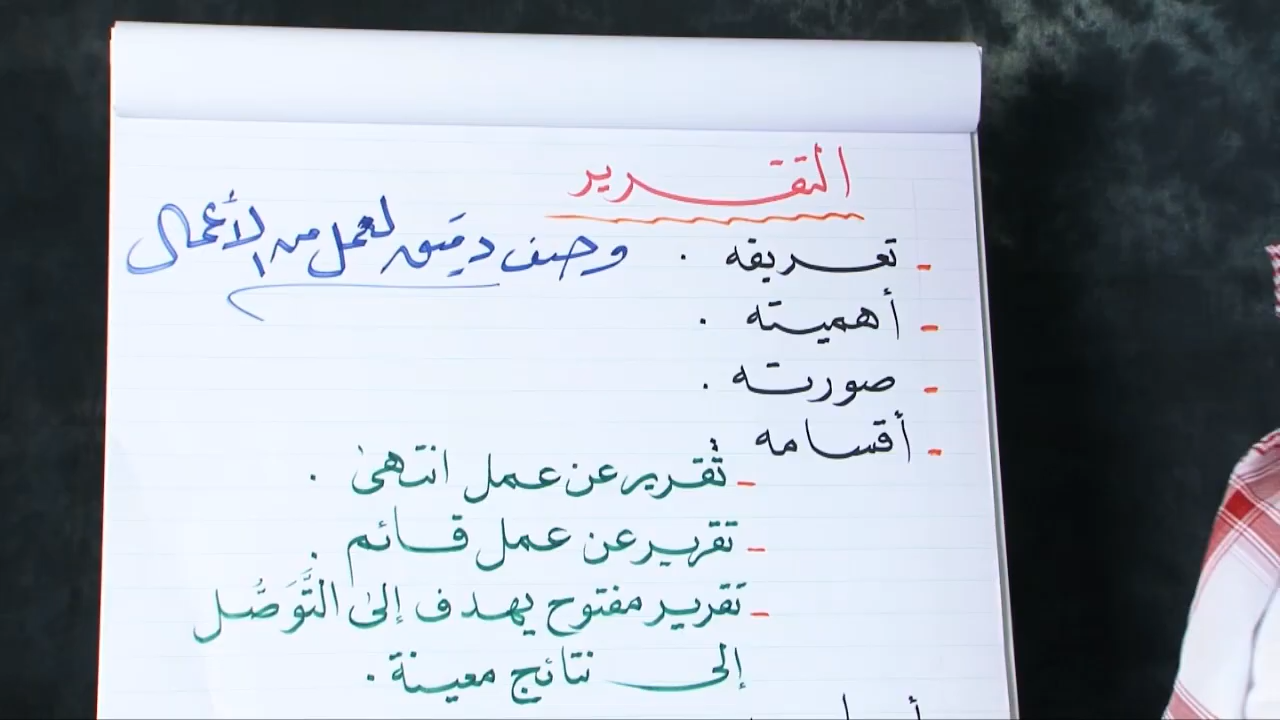 التقرير
- تعريفه . وصف دقيق لعمل من الأعمال
- أهميته .
- صورته .
- أقسامه
- تقرير عن عمل انتهى .
- تقرير عن عمل قائم .
- تقرير مفتوح يهدف إلى التَّوَصُّل
إلى نتائج معينة .